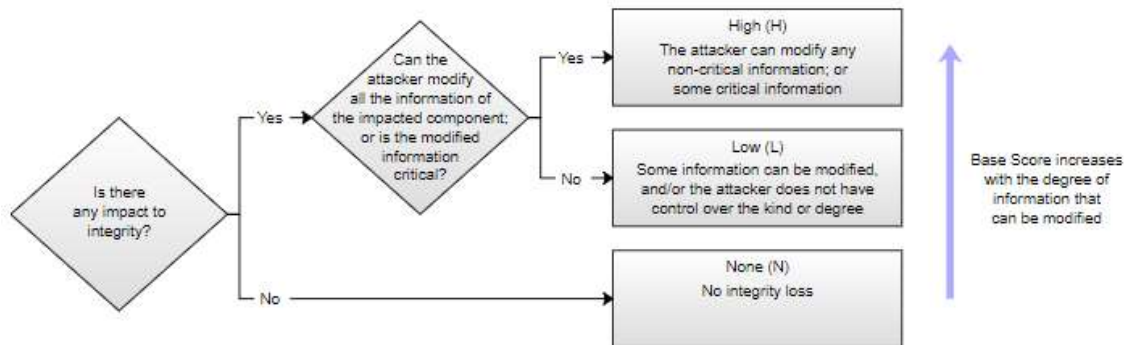 Is there
any impact to
integrity?
Yes
No
Can the
attacker modify
all the information of
the impacted component;
or is the modified
information
critical?
Yes
No
High (H)
The attacker can modify any
non-critical information; or
some critical information
Low (L)
Some information can be modified,
and/or the attacker does not have
control over the kind or degree
None (N)
No integrity loss
Base Score increases
with the degree of
information that
can be modified